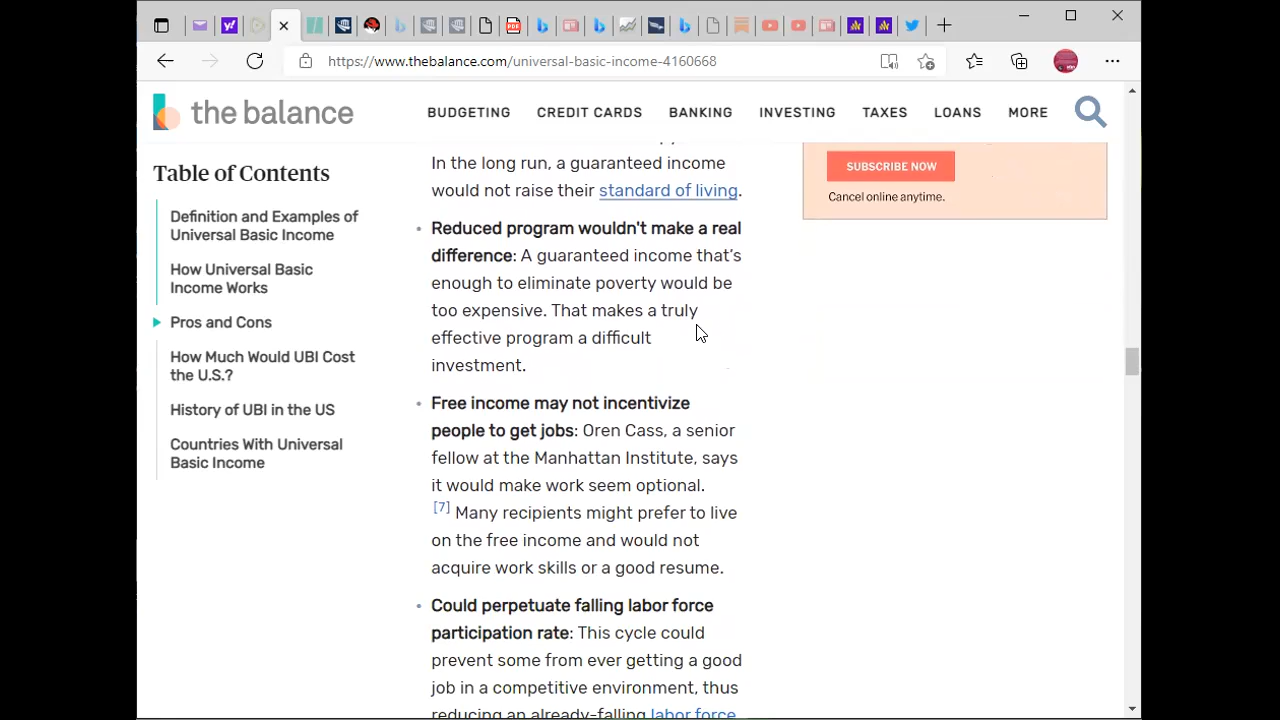 https://www.thebalance.com/universal-basic-income-4160668
the balance
BUDGETING CREDIT CARDS BANKING INVESTING TAXES LOANS MORE
Table of Contents
Definition and Examples of
Universal Basic Income
How Universal Basic
Income Works
Pros and Cons
How Much Would UBI Cost
the U.S.?
History of UBI in the US
Countries With Universal
Basic Income
In the long run, a guaranteed income
would not raise their standard of living.
Reduced program wouldn't make a real
difference: A guaranteed income that's
enough to eliminate poverty would be
too expensive. That makes a truly
effective program a difficult
investment.
Free income may not incentivize
people to get jobs: Oren Cass, a senior
fellow at the Manhattan Institute, says
it would make work seem optional.
[7] Many recipients might prefer to live
on the free income and would not
acquire work skills or a good resume.
Could perpetuate falling labor force
participation rate: This cycle could
prevent some from ever getting a good
job in a competitive environment, thus
reducing an already-falling labor force
SUBSCRIBE NOW
Cancel online anytime.